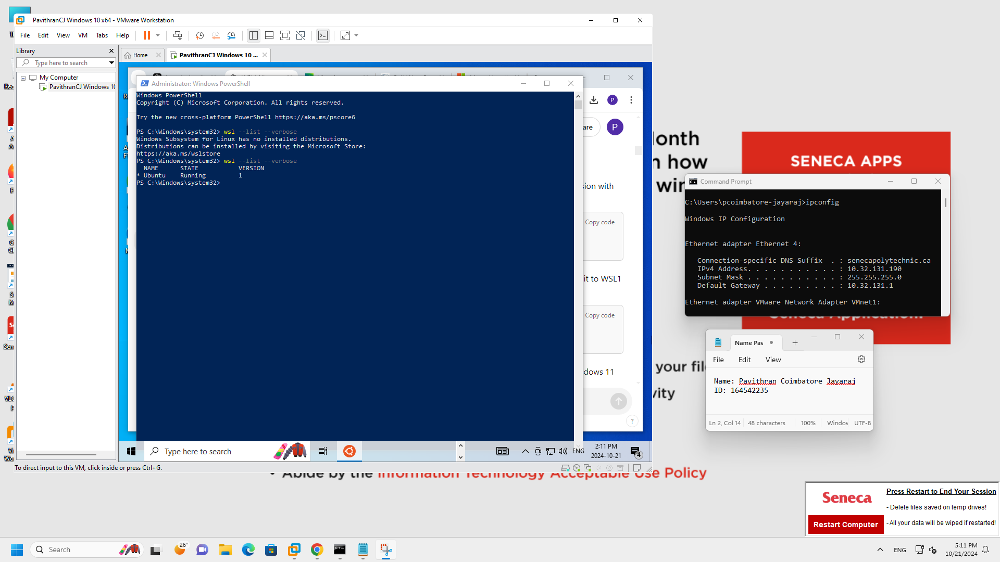 PavithranCJ Windows 10 x64 - VMware Workstation
File Edit View VM Tabs Help
Library
Type here to search
My Computer
PavithranCJ Windows 10
Home
PavithranCJ Windows 10 ...
Administrator: Windows PowerShell
Windows PowerShell
Copyright (C) Microsoft Corporation. All rights reserved.
Try the new cross-platform PowerShell https://aka.ms/pscore6
PS C:\Windows\system32> wsl --list --verbose
Windows Subsystem for Linux has no installed distributions.
Distributions can be installed by visiting the Microsoft Store:
https://aka.ms/wslstore
PS C:\Windows\system32> wsl --list --verbose
NAME STATE VERSION
* Ubuntu Running 1
PS C:\Windows\system32>
P
are
P
sion with
Copy code
it to WSL1
Copy code
dows 11
?
Type here to search
ENG
2:11 PM
2024-10-21
4
To direct input to this VM, click inside or press Ctrl+G.
onth
n how
win
SENECA APPS
Command Prompt
C:\Users\pcoimbatore-jayaraj>ipconfig
Windows IP Configuration
Ethernet adapter Ethernet 4:
Connection-specific DNS Suffix . : senecapolytechnic.ca
IPv4 Address. . . . . . . . . . . : 10.32.131.190
Subnet Mask . . . . . . . . . . . : 255.255.255.0
Default Gateway . . . . . . . . . : 10.32.131.1
Ethernet adapter VMware Network Adapter VMnet1:
your fil
vity
Name Pav
File Edit View
Name: Pavithran Coimbatore Jayaraj
ID: 164542235
Ln 2, Col 14 48 characters 100% Window UTF-8
• Abide by the Information Technology Acceptable Use Policy
Seneca
Press Restart to End Your Session
- Delete files saved on temp drives!
Restart Computer
- All your data will be wiped if restarted!
Search
26°
ENG
5:11 PM
10/21/2024